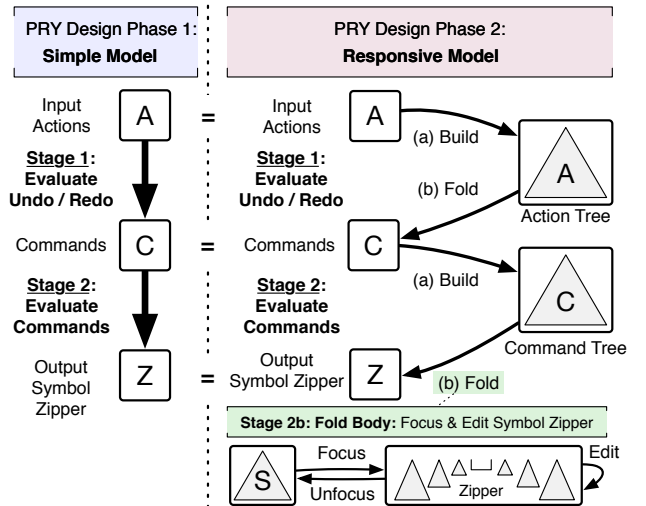 PRY Design Phase 1:
Simple Model
PRY Design Phase 2:
Responsive Model
Input
Actions
A
=
Stage 1:
Evaluate
Undo / Redo
Commands
C
=
Stage 2:
Evaluate
Commands
Output
Symbol
Zipper
Z
=
Input
Actions
A
(a) Build
A
Action Tree
Stage 1:
Evaluate
Undo / Redo
(b) Fold
Commands
C
(a) Build
C
Command Tree
Stage 2:
Evaluate
Commands
Output
Symbol Zipper
Z
(b) Fold
Stage 2b: Fold Body: Focus & Edit Symbol Zipper
S
Focus
Unfocus
Zipper
Edit